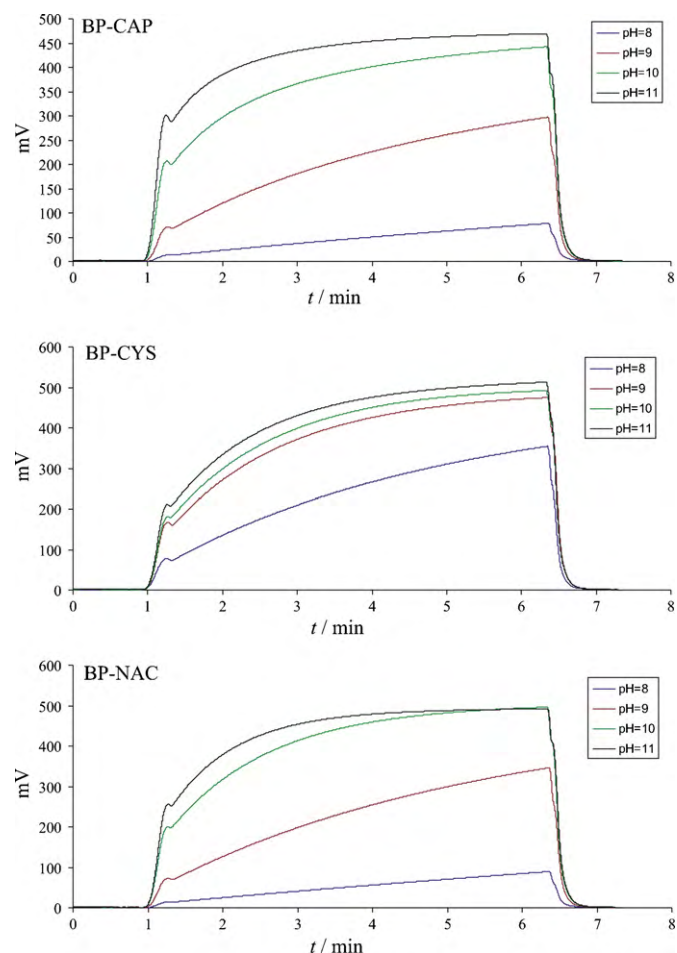 BP-CAP
500
450
400
350
300
250
200
150
100
50
0
mV
0 1 2 3 4 5 6 7 8
t / min
pH=8
pH=9
pH=10
pH=11
BP-CYS
600
500
400
300
200
100
0
mV
0 1 2 3 4 5 6 7 8
t / min
pH=8
pH=9
pH=10
pH=11
BP-NAC
600
500
400
300
200
100
0
mV
0 1 2 3 4 5 6 7 8
t / min
pH=8
pH=9
pH=10
pH=11